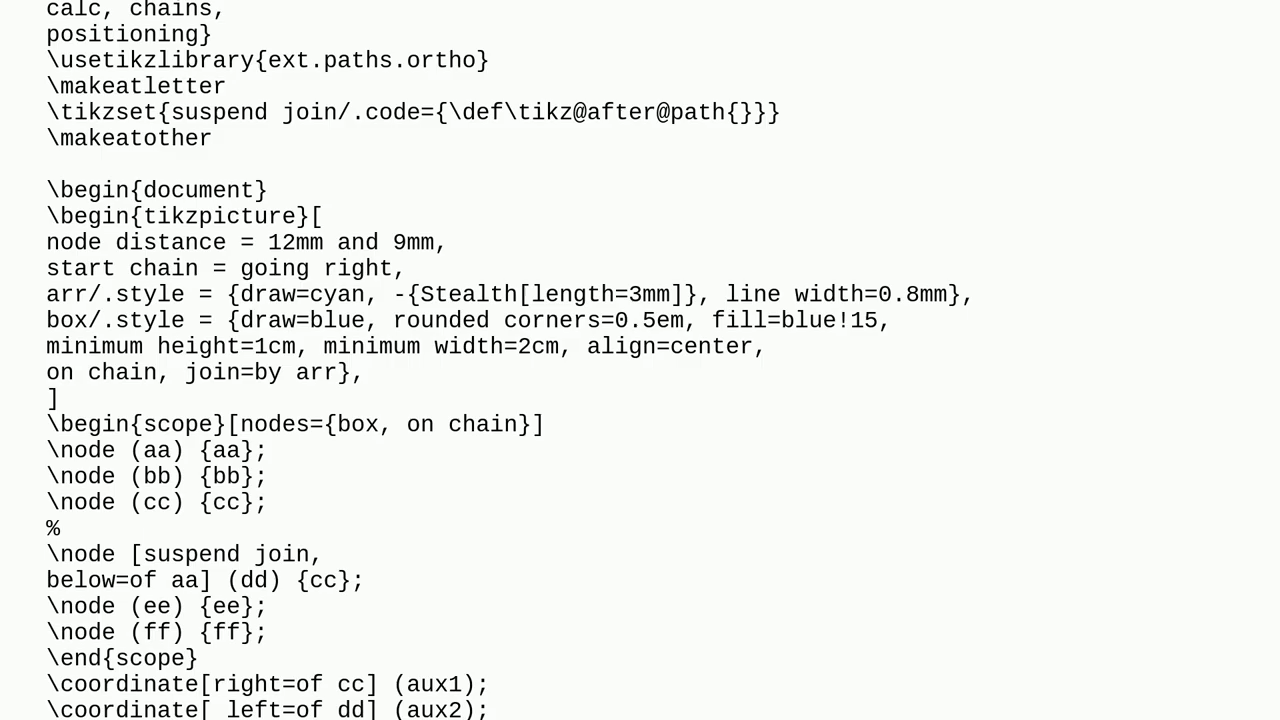 calc, chains,
positioning}
\usetikzlibrary{ext.paths.ortho}
\makeatletter
\tikzset{suspend join/.code={\def\tikz@after@path{}}}
\makeatother
\begin{document}
\begin{tikzpicture}[
node distance = 12mm and 9mm,
start chain = going right,
arr/.style = {draw=cyan, -{Stealth[length=3mm]}, line width=0.8mm},
box/.style = {draw=blue, rounded corners=0.5em, fill=blue!15,
minimum height=1cm, minimum width=2cm, align=center,
on chain, join=by arr},
]
\begin{scope}[nodes={box, on chain}]
\node (aa) {aa};
\node (bb) {bb};
\node (cc) {cc};
%
\node [suspend join,
below=of aa] (dd) {cc};
\node (ee) {ee};
\node (ff) {ff};
\end{scope}
\coordinate[right=of cc] (aux1);
\coordinate[ left=of dd] (aux2);